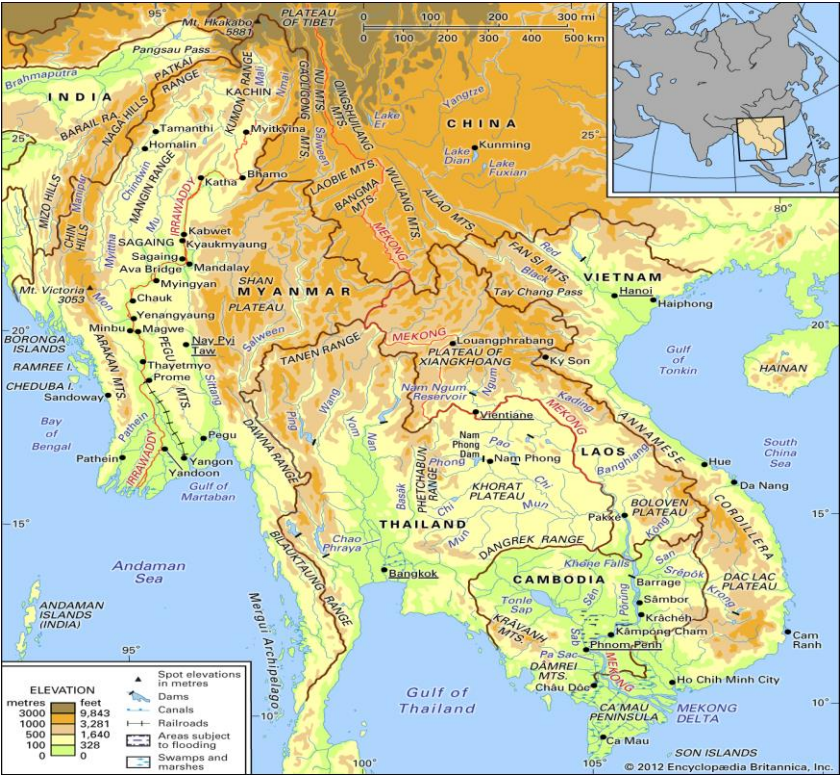 95°
PLATEAU
OF TIBET
Mt. Hkakabo
5881
0 100 200 300 mi
0 100 200 300 400 500 km
Pangsau Pass
Brahmaputra
PATKAI
RANGE
INDIA
NAGA HILLS
BARAIL RA.
KUMON RANGE
Mali
Nmai
KACHIN
GAOLIGONG
MTS.
NU MTS.
Salween
QINGSHUILANG
MTS.
Lake
Er
Yangtze
CHINA
25°
25°
Tamanthi
Homalin
Myitkyina
Kunming
Lake
Dian
Lake
Fuxian
MIZO HILLS
Manipur
CHIN
HILLS
Chindwin
MANGIN RANGE
Mu
IRRAWADDY
Katha
Bhamo
LAOBIE MTS.
BANGMA
MTS.
WULIANG MTS.
AILAO MTS.
MEKONG
80°
Kabwet
SAGAING
Kyaukmyaung
Sagaing
Ava Bridge
Mandalay
Myittha
Myingyan
Mt. Victoria
3053
Mon
Chauk
Yenangyaung
SHAN
PLATEAU
MYANMAR
FAN SI MTS.
Red
Black
Tay Chang Pass
VIETNAM
Hanoi
Haiphong
20°
20°
BORONGA
ISLANDS
RAMREE I.
CHEDUBA I.
Minbu
Magwe
ARAKAN MTS.
PEGU
MTS.
Nay Pyi
Taw
Sittang
Salween
TANEN RANGE
MEKONG
Louangphrabang
PLATEAU OF
XIANGKHOANG
Ky Son
Gulf
of
Tonkin
HAINAN
Thayetmyo
Prome
Sandoway
Ping
Wang
Yom
Nan
Nam Ngum
Reservoir
Ngum
Vientiane
MEKONG
Kading
ANNAMESE
CORDILLERA
Bay
of
Bengal
Pathein
IRRAWADDY
Pathein
Pegu
Yangon
Yandoon
Gulf of
Martaban
DAWNA RANGE
PHETCHABUN
RANGE
Nam
Phong
Dam
Pao
Phong
Nam Phong
LAOS
Banghiang
Hue
Da Nang
South
China
Sea
Basăk
Chi
Chi
Mun
Mun
KHORAT
PLATEAU
Pakxé
BOLOVEN
PLATEAU
Kông
15°
15°
THAILAND
DANGREK RANGE
BILAUKTAUNG RANGE
Chao
Phraya
Bangkok
Andaman
Sea
Khone Falls
San
Srêpók
CAMBODIA
Barrage
Sâmbor
Krâchéh
Tonle
Sap
Sên
Pôrŭng
DAC LAC
PLATEAU
Krong
Cam
Ranh
KRÂVANH
MTS.
Sab
Kâmpóng Cham
Phnom Penh
ANDAMAN
ISLANDS
(INDIA)
Mergui Archipelago
95°
Pa Sac
DÂMREI
MTS.
MEKONG
Châu Dôc
Ho Chih Minh City
Gulf of
Thailand
CA'MAU
PENINSULA
MEKONG
DELTA
10°
10°
Ca Mau
SON ISLANDS
100°
105°
ELEVATION
metres feet
3000 9,843
1000 3,281
500 1,640
100 328
0 0
Spot elevations
in metres
Dams
Canals
Railroads
Areas subject
to flooding
Swamps and
marshes
© 2012 Encyclopædia Britannica, Inc.